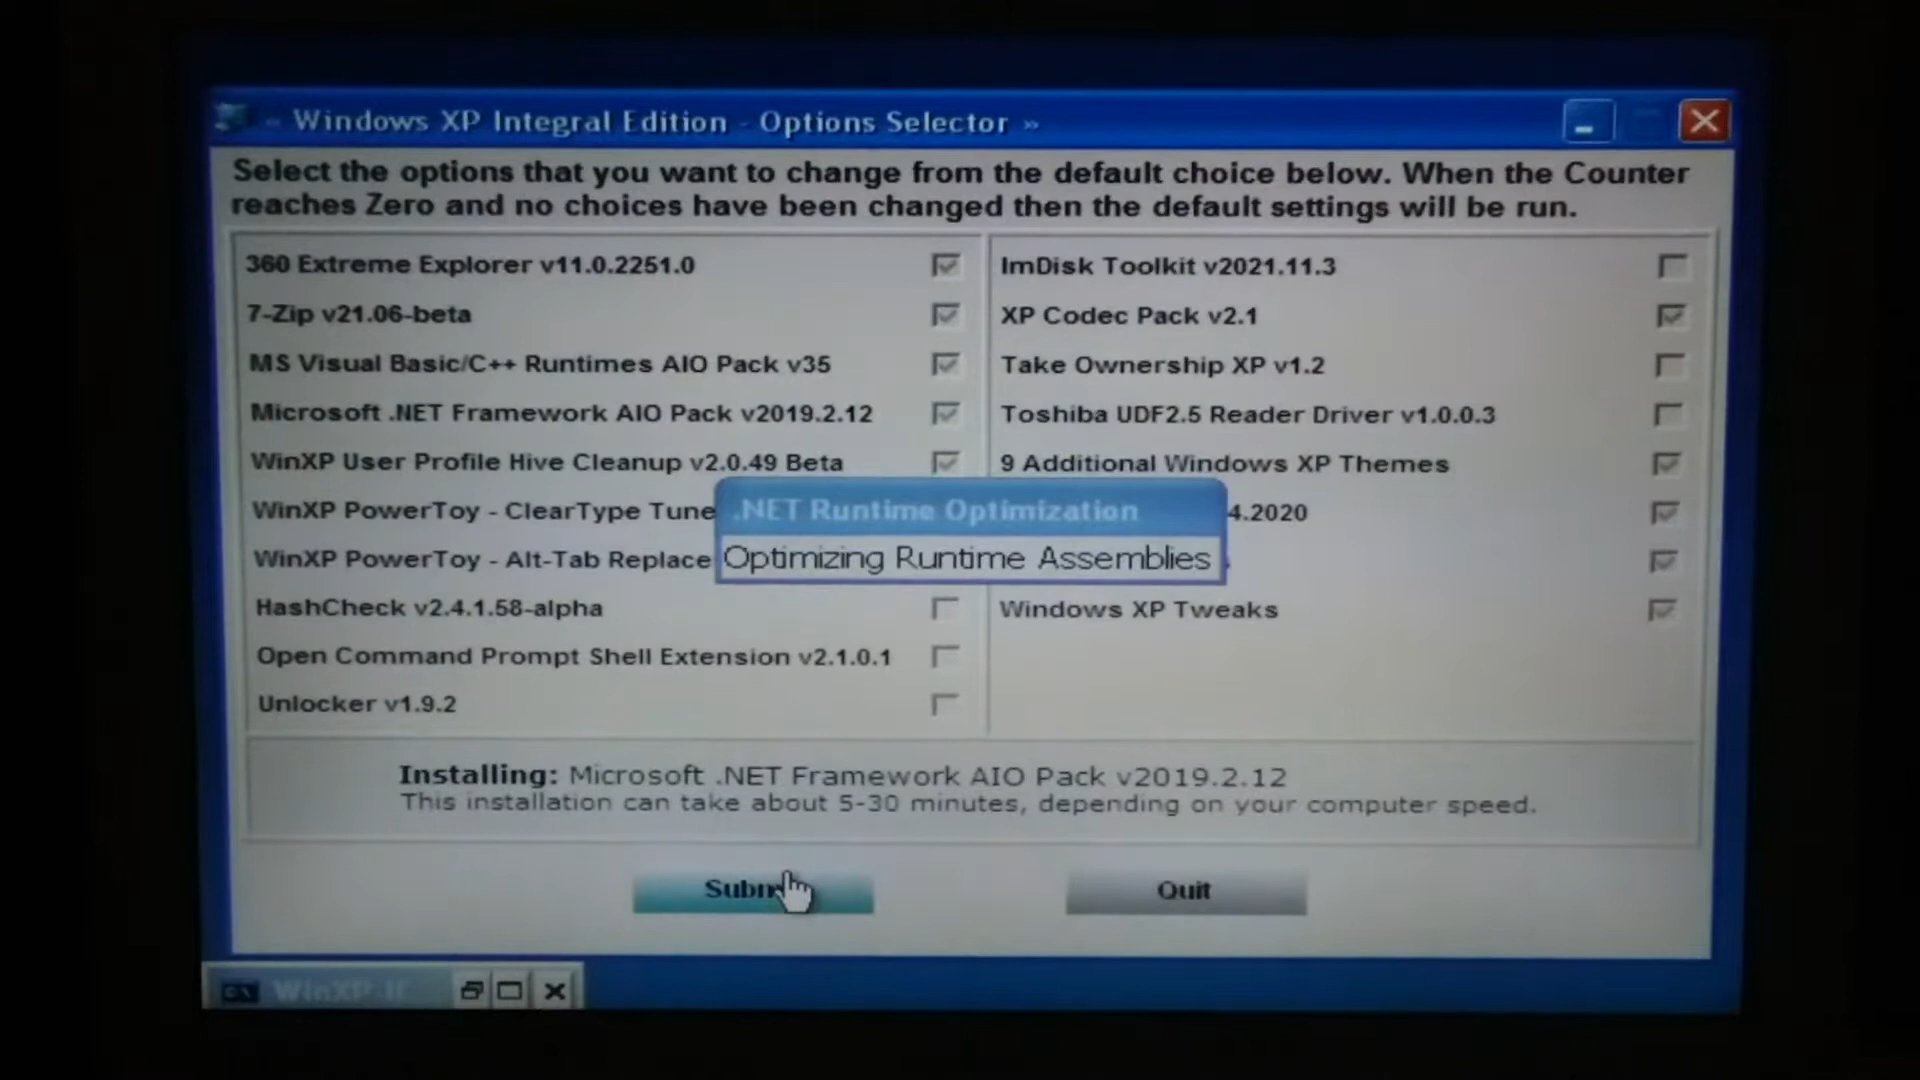 « Windows XP Integral Edition - Options Selector »
Select the options that you want to change from the default choice below. When the Counter
reaches Zero and no choices have been changed then the default settings will be run.
360 Extreme Explorer v11.0.2251.0
7-Zip v21.06-beta
MS Visual Basic/C++ Runtimes AIO Pack v35
Microsoft .NET Framework AIO Pack v2019.2.12
WinXP User Profile Hive Cleanup v2.0.49 Beta
WinXP PowerToy - ClearType Tune
WinXP PowerToy - Alt-Tab Replace
HashCheck v2.4.1.58-alpha
Open Command Prompt Shell Extension v2.1.0.1
Unlocker v1.9.2
ImDisk Toolkit v2021.11.3
XP Codec Pack v2.1
Take Ownership XP v1.2
Toshiba UDF2.5 Reader Driver v1.0.0.3
9 Additional Windows XP Themes
4.2020
Windows XP Tweaks
.NET Runtime Optimization
Optimizing Runtime Assemblies
Installing: Microsoft .NET Framework AIO Pack v2019.2.12
This installation can take about 5-30 minutes, depending on your computer speed.
Subm
Quit
WinXP-I